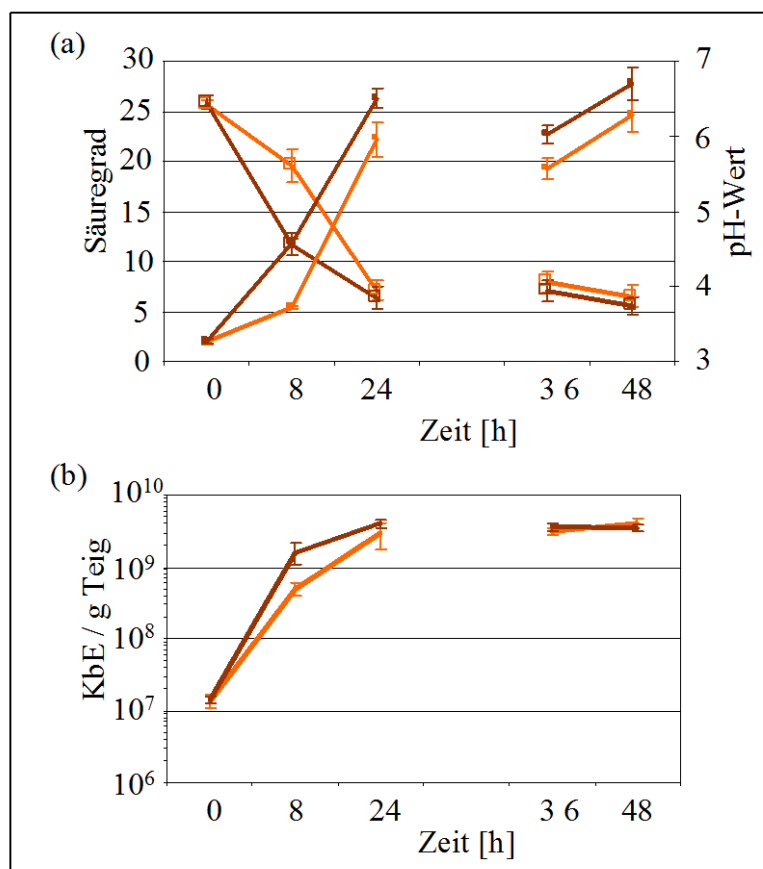 (a)
Säuregrad
30
25
20
15
10
5
0
7
6
5
4
3
pH-Wert
0 8 24 3 6 48
Zeit [h]
(b)
KbE / g Teig
10¹⁰
10⁹
10⁸
10⁷
10⁶
0 8 24 3 6 48
Zeit [h]